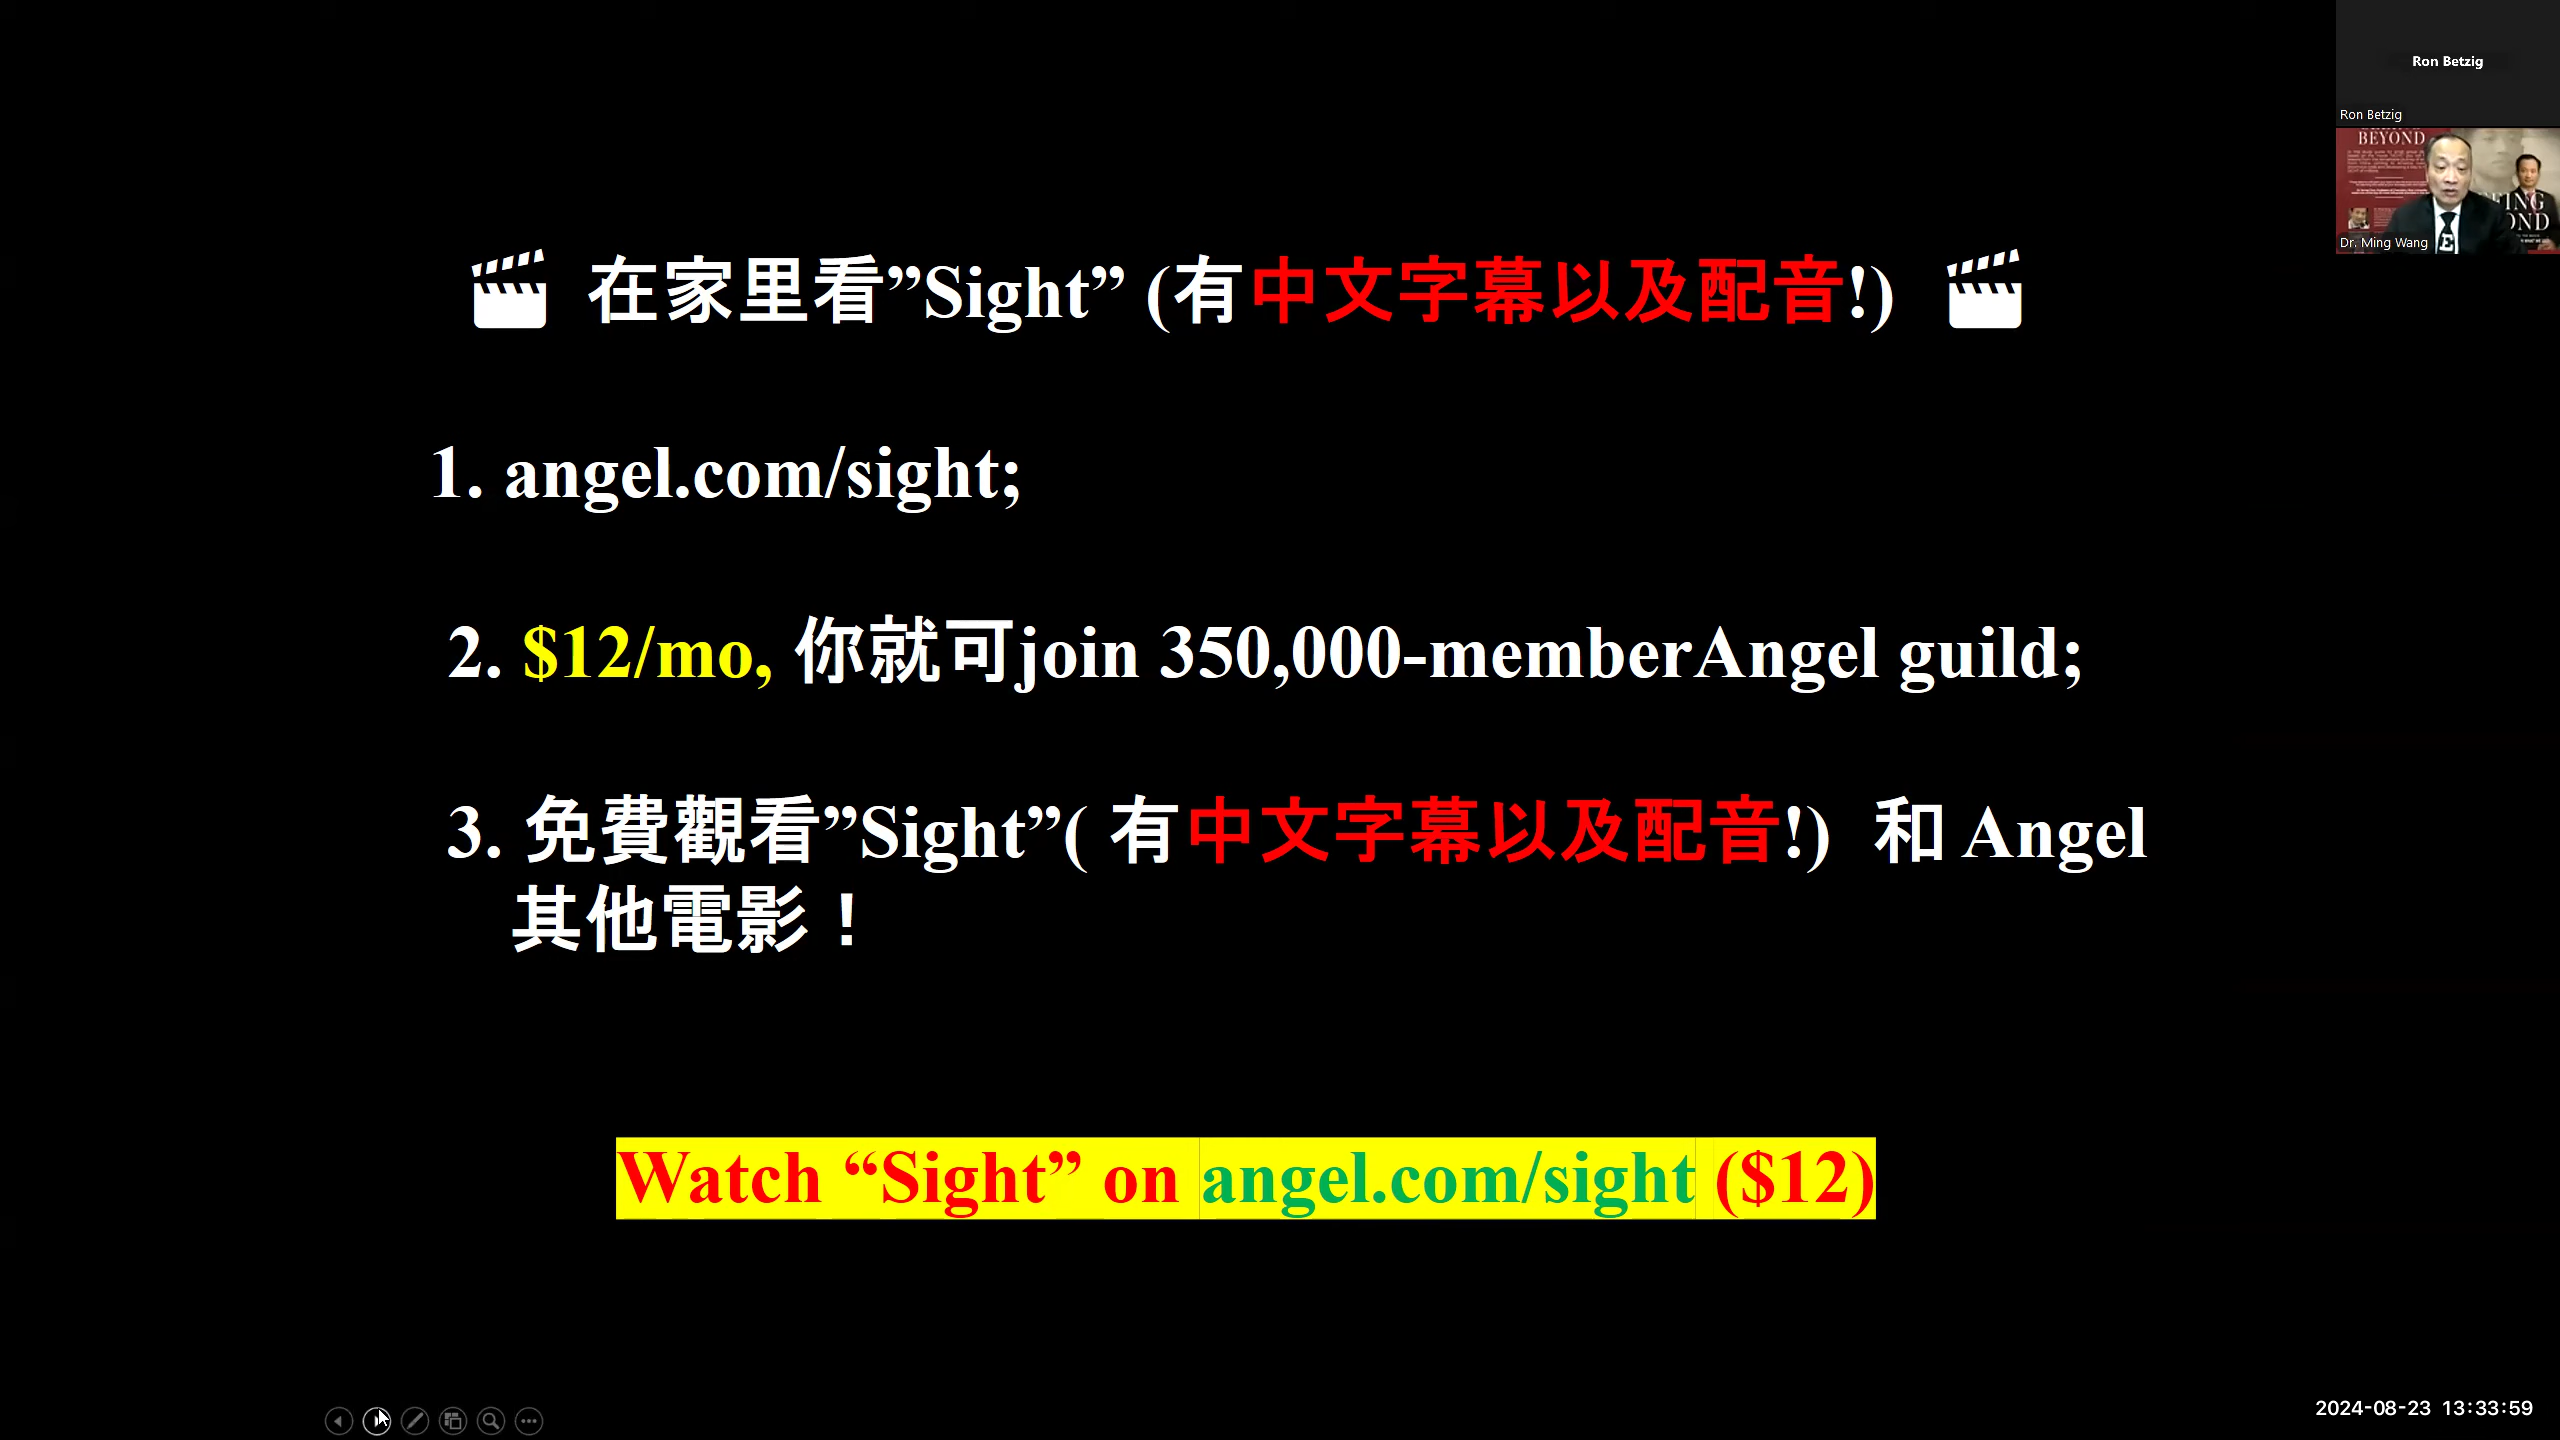 Ron Betzig
Ron Betzig
BEYOND
Dr. Ming Wang
🎬 在家里看”Sight” (有中文字幕以及配音!) 🎬
1. angel.com/sight;
2. $12/mo, 你就可join 350,000-memberAngel guild;
3. 免費觀看”Sight”( 有中文字幕以及配音!) 和 Angel
其他電影！
Watch “Sight” on angel.com/sight ($12)
2024-08-23 13:33:59